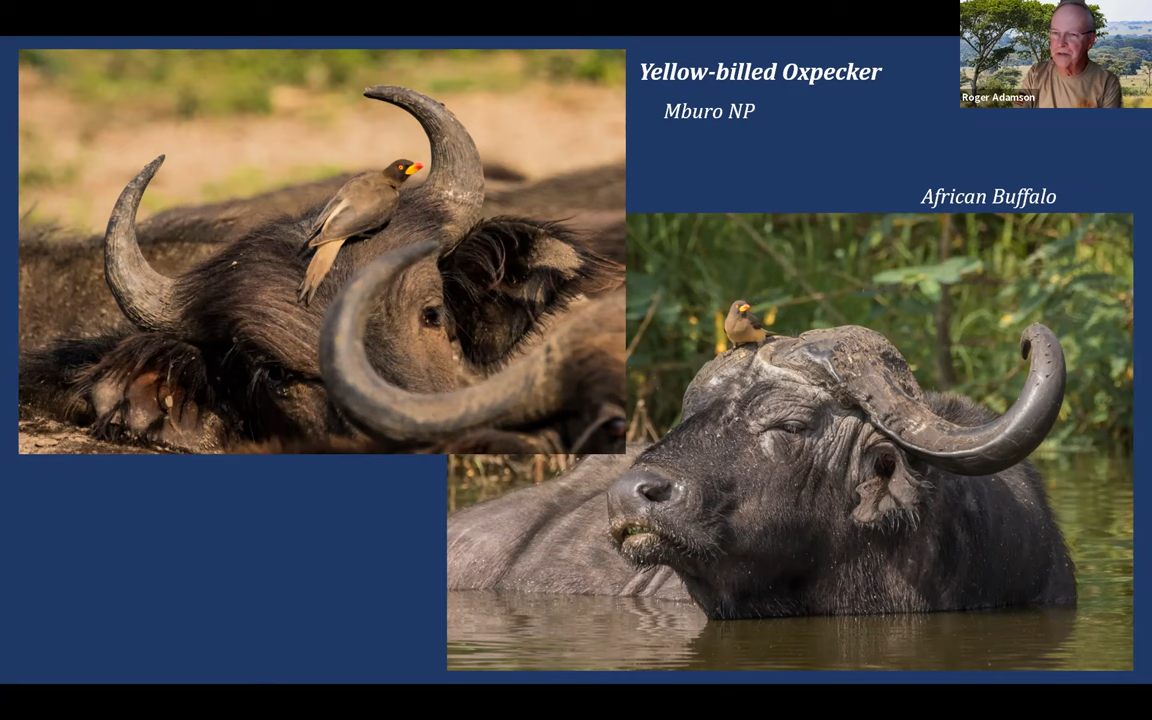 Yellow-billed Oxpecker
Mburo NP
African Buffalo
Roger Adamson